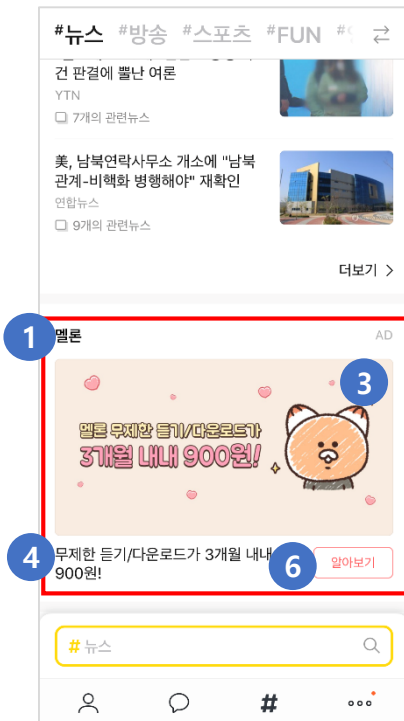 #뉴스 #방송 #스포츠 #FUN #
건 판결에 뿔난 여론
YTN
7개의 관련뉴스
美, 남북연락사무소 개소에 "남북
관계-비핵화 병행해야" 재확인
연합뉴스
9개의 관련뉴스
더보기 >
1
멜론
AD
3
멜론 무제한 듣기/다운로드가
3개월 내내 900원!
4
무제한 듣기/다운로드가 3개월 내내
900원!
6
알아보기
# 뉴스
#